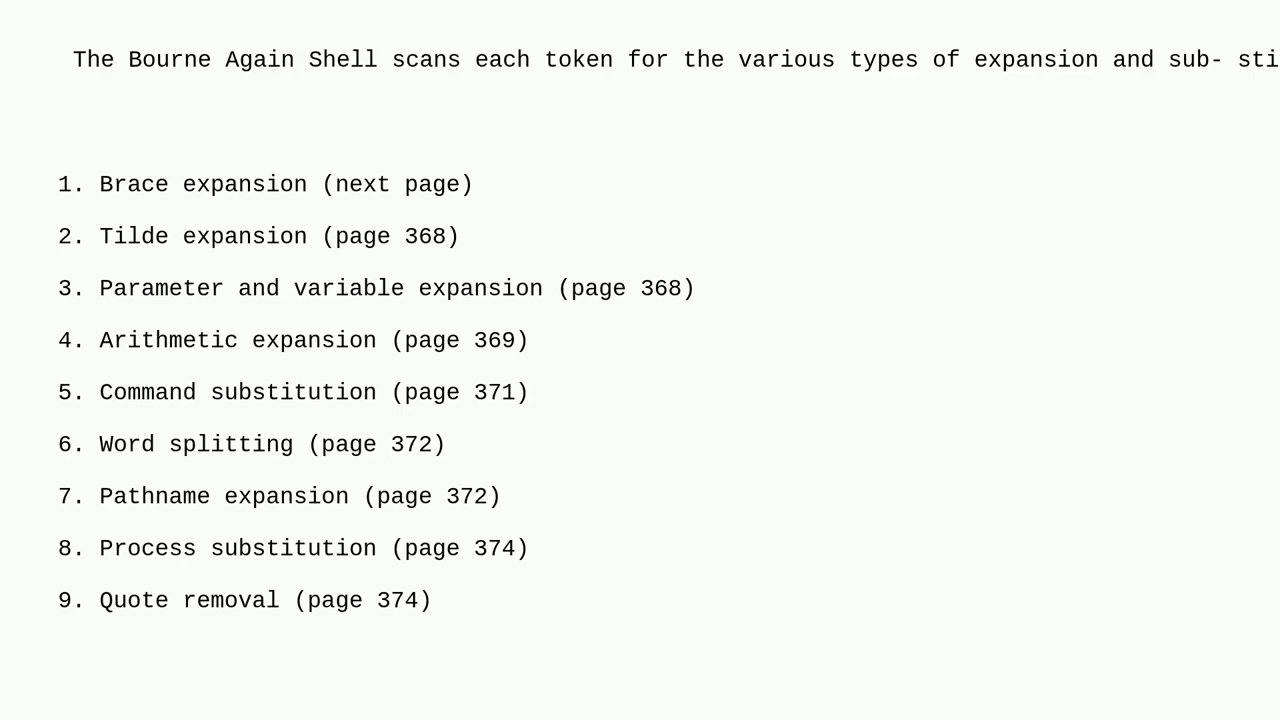 The Bourne Again Shell scans each token for the various types of expansion and sub- sti
1. Brace expansion (next page)
2. Tilde expansion (page 368)
3. Parameter and variable expansion (page 368)
4. Arithmetic expansion (page 369)
5. Command substitution (page 371)
6. Word splitting (page 372)
7. Pathname expansion (page 372)
8. Process substitution (page 374)
9. Quote removal (page 374)